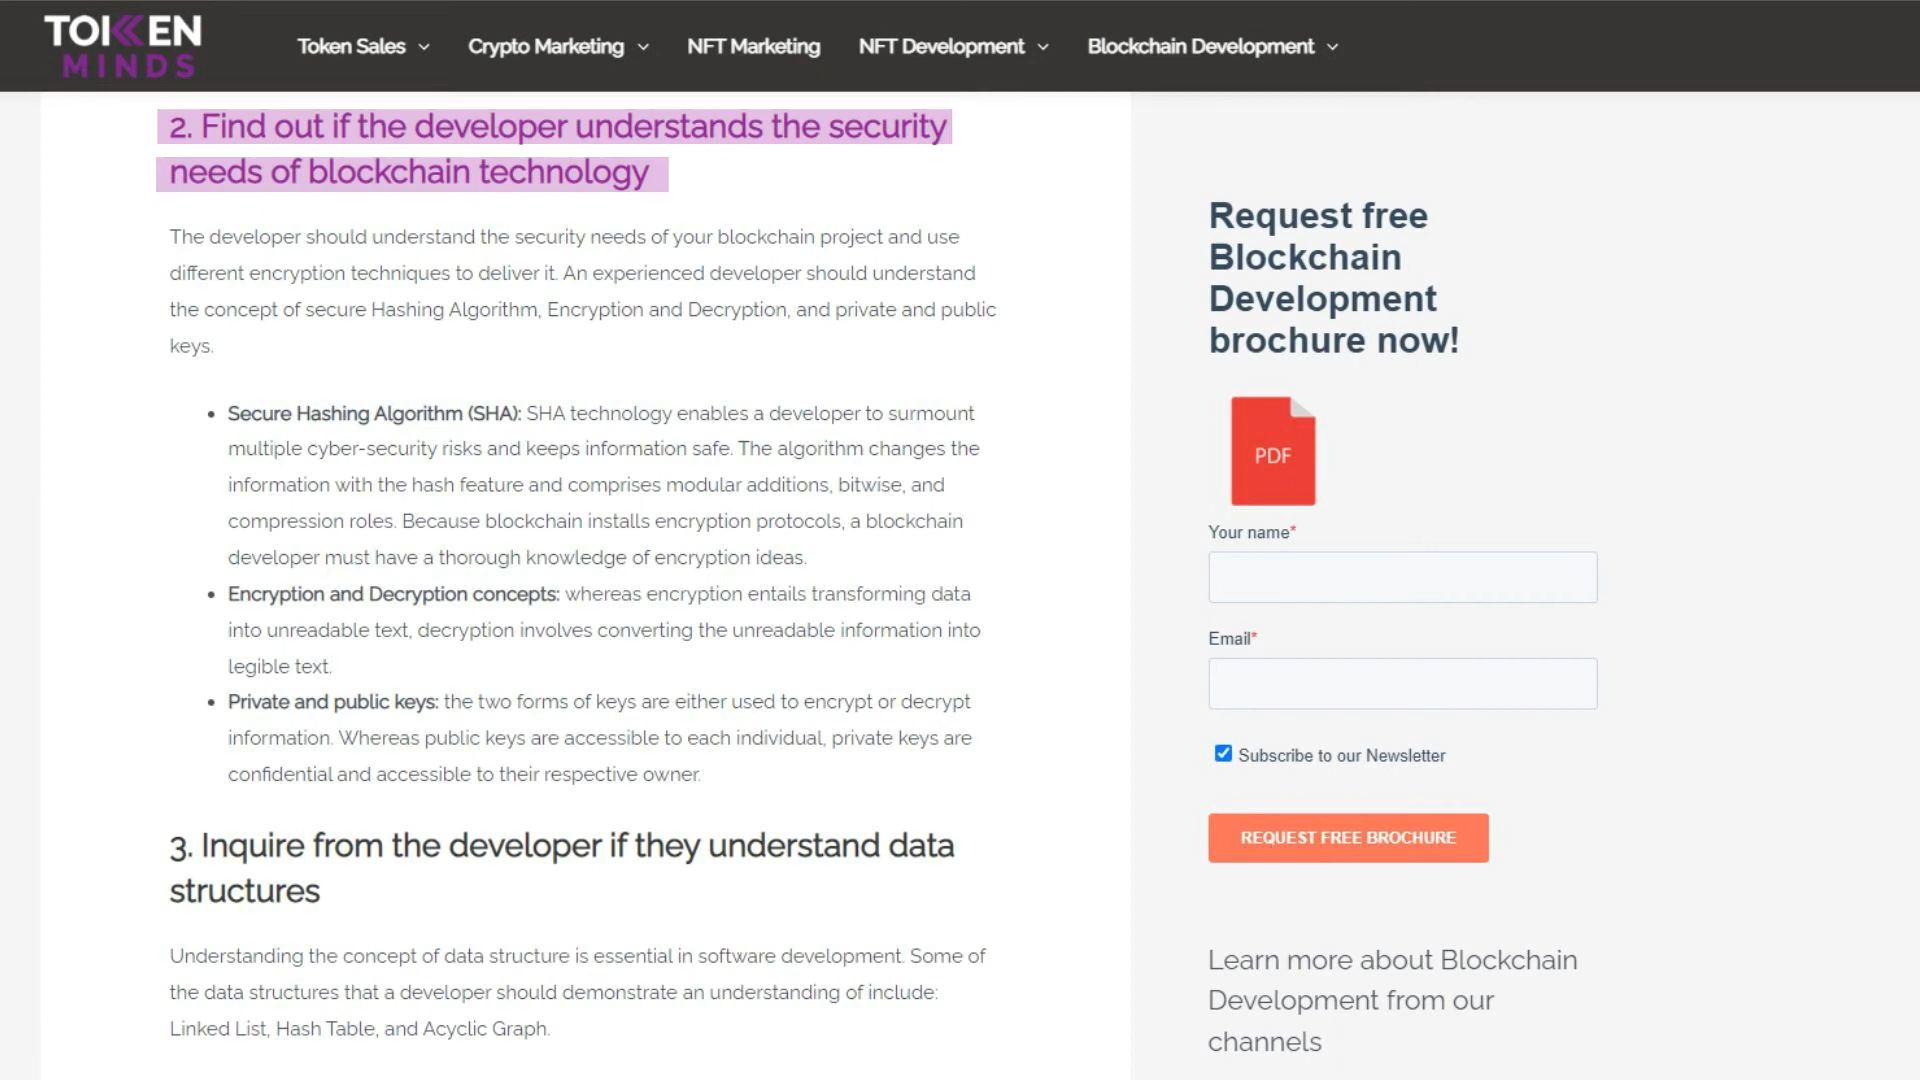 TOKEN
MINDS
Token Sales
Crypto Marketing
NFT Marketing
NFT Development
Blockchain Development
2. Find out if the developer understands the security
needs of blockchain technology
The developer should understand the security needs of your blockchain project and use
different encryption techniques to deliver it. An experienced developer should understand
the concept of secure Hashing Algorithm, Encryption and Decryption, and private and public
keys.
• Secure Hashing Algorithm (SHA): SHA technology enables a developer to surmount
multiple cyber-security risks and keeps information safe. The algorithm changes the
information with the hash feature and comprises modular additions, bitwise, and
compression roles. Because blockchain installs encryption protocols, a blockchain
developer must have a thorough knowledge of encryption ideas.
• Encryption and Decryption concepts: whereas encryption entails transforming data
into unreadable text, decryption involves converting the unreadable information into
legible text.
• Private and public keys: the two forms of keys are either used to encrypt or decrypt
information. Whereas public keys are accessible to each individual, private keys are
confidential and accessible to their respective owner.
3. Inquire from the developer if they understand data
structures
Understanding the concept of data structure is essential in software development. Some of
the data structures that a developer should demonstrate an understanding of include:
Linked List, Hash Table, and Acyclic Graph.
Request free
Blockchain
Development
brochure now!
PDF
Your name*
Email*
Subscribe to our Newsletter
REQUEST FREE BROCHURE
Learn more about Blockchain
Development from our
channels